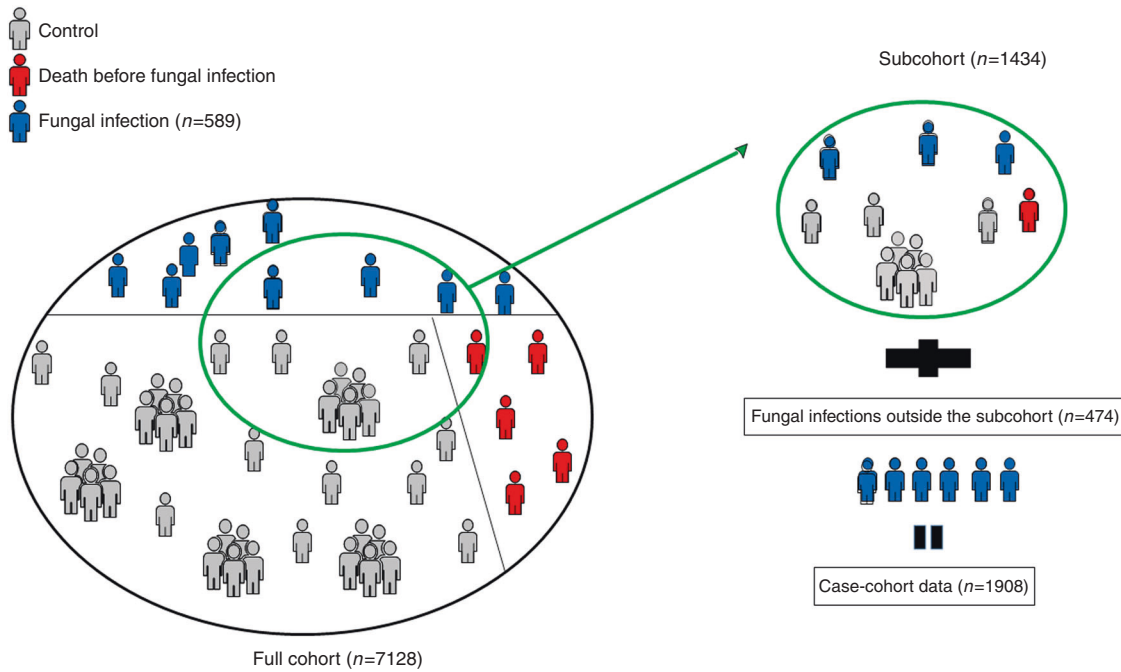 Control
Death before fungal infection
Fungal infection (n=589)
Subcohort (n=1434)
Fungal infections outside the subcohort (n=474)
Case-cohort data (n=1908)
Full cohort (n=7128)